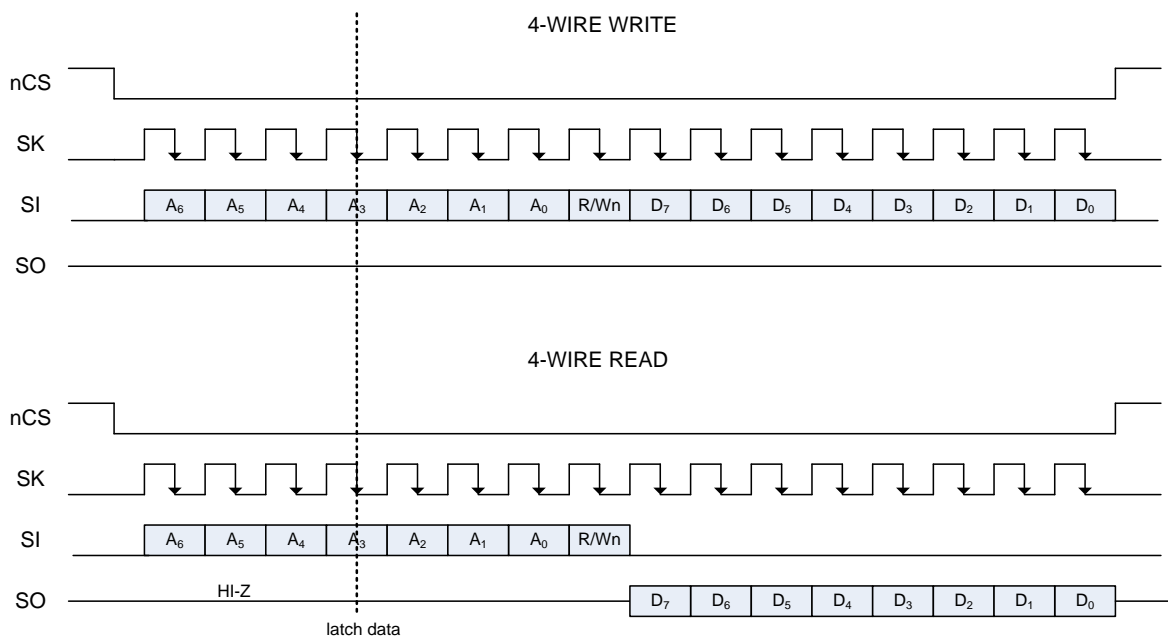 4-WIRE WRITE
nCS
SK
SI A₆ A₅ A₄ A₃ A₂ A₁ A₀ R/Wn D₇ D₆ D₅ D₄ D₃ D₂ D₁ D₀
SO
4-WIRE READ
nCS
SK
SI A₆ A₅ A₄ A₃ A₂ A₁ A₀ R/Wn
SO HI-Z D₇ D₆ D₅ D₄ D₃ D₂ D₁ D₀
latch data